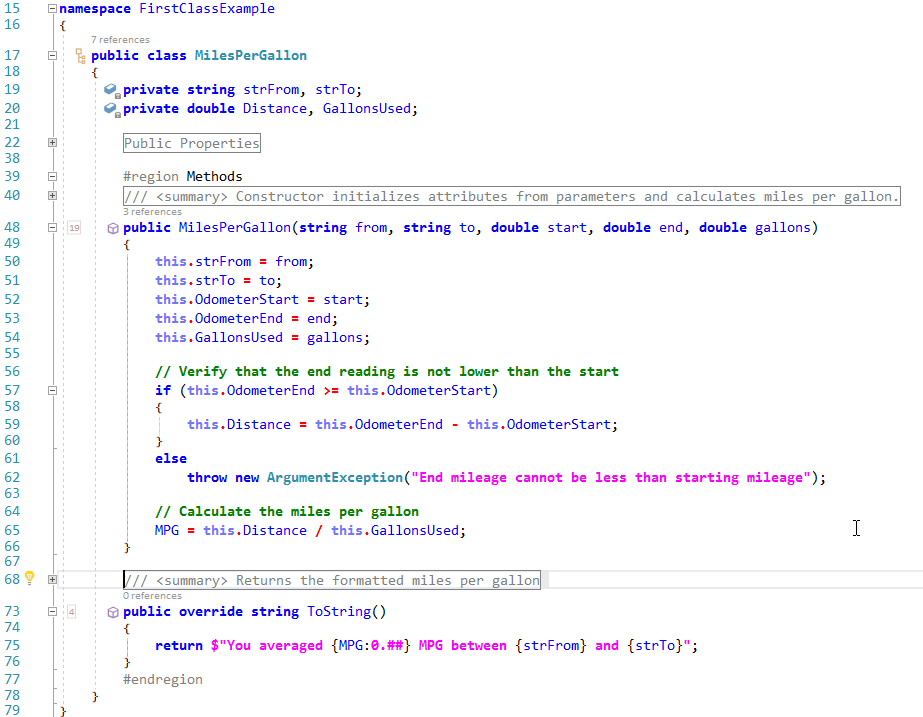 15 namespace FirstClassExample
16 {
7 references
17 public class MilesPerGallon
18 {
19 private string strFrom, strTo;
20 private double Distance, GallonsUsed;
21
22 Public Properties
38
39 #region Methods
40 /// <summary> Constructor initializes attributes from parameters and calculates miles per gallon.
3 references
48 19 public MilesPerGallon(string from, string to, double start, double end, double gallons)
49 {
50 this.strFrom = from;
51 this.strTo = to;
52 this.OdometerStart = start;
53 this.OdometerEnd = end;
54 this.GallonsUsed = gallons;
55
56 // Verify that the end reading is not lower than the start
57 if (this.OdometerEnd >= this.OdometerStart)
58 {
59 this.Distance = this.OdometerEnd - this.OdometerStart;
60 }
61 else
62 throw new ArgumentException("End mileage cannot be less than starting mileage");
63
64 // Calculate the miles per gallon
65 MPG = this.Distance / this.GallonsUsed;
66 }
67
68 /// <summary> Returns the formatted miles per gallon
0 references
73 4 public override string ToString()
74 {
75 return $"You averaged {MPG:0.##} MPG between {strFrom} and {strTo}";
76 }
77 #endregion
78 }
79 }